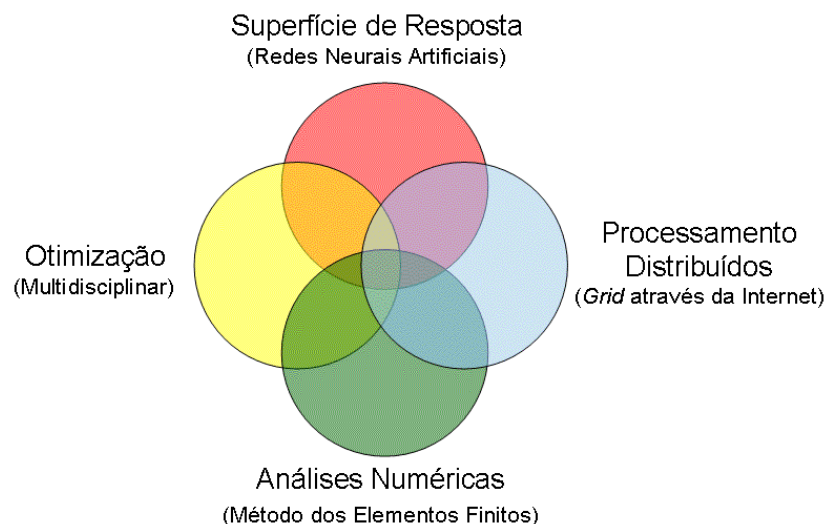 Superfície de Resposta
(Redes Neurais Artificiais)
Otimização
(Multidisciplinar)
Processamento
Distribuídos
(Grid através da Internet)
Análises Numéricas
(Método dos Elementos Finitos)